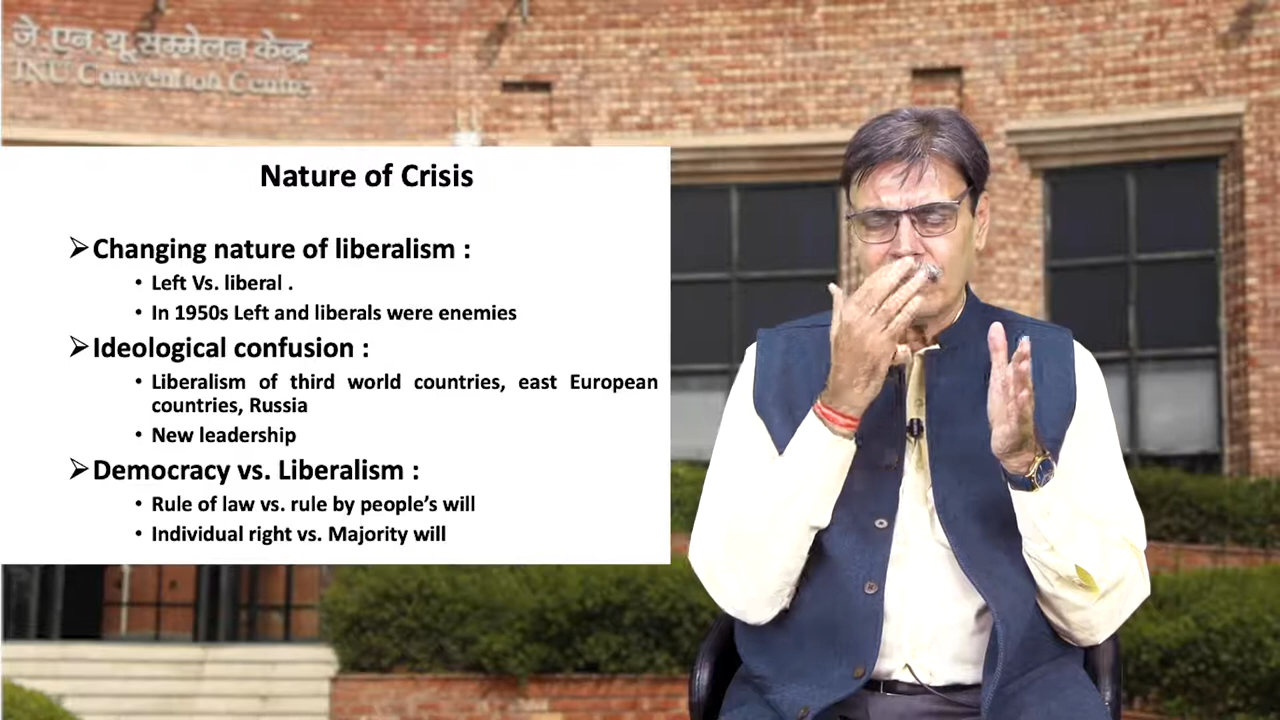 जे.एन.यू.सम्मेलन केन्द्र
JNU Convention Centre
Nature of Crisis
➢Changing nature of liberalism :
• Left Vs. liberal .
• In 1950s Left and liberals were enemies
➢Ideological confusion :
• Liberalism of third world countries, east European
countries, Russia
• New leadership
➢Democracy vs. Liberalism :
• Rule of law vs. rule by people’s will
• Individual right vs. Majority will